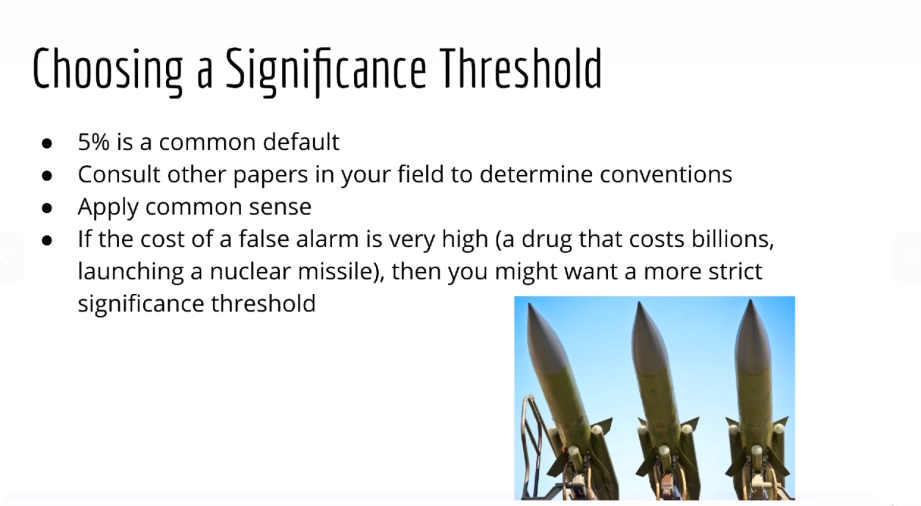 Choosing a Significance Threshold
● 5% is a common default
● Consult other papers in your field to determine conventions
● Apply common sense
● If the cost of a false alarm is very high (a drug that costs billions,
launching a nuclear missile), then you might want a more strict
significance threshold